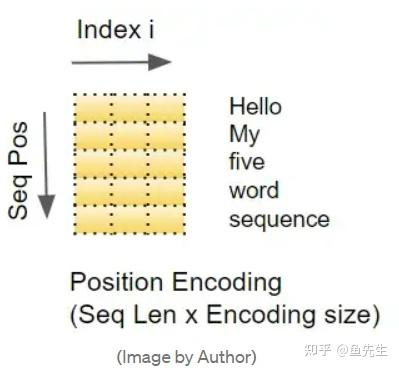 Index i
Seq Pos
Hello
My
five
word
sequence
Position Encoding
(Seq Len x Encoding size)
(Image by Author)
知乎 @鱼先生